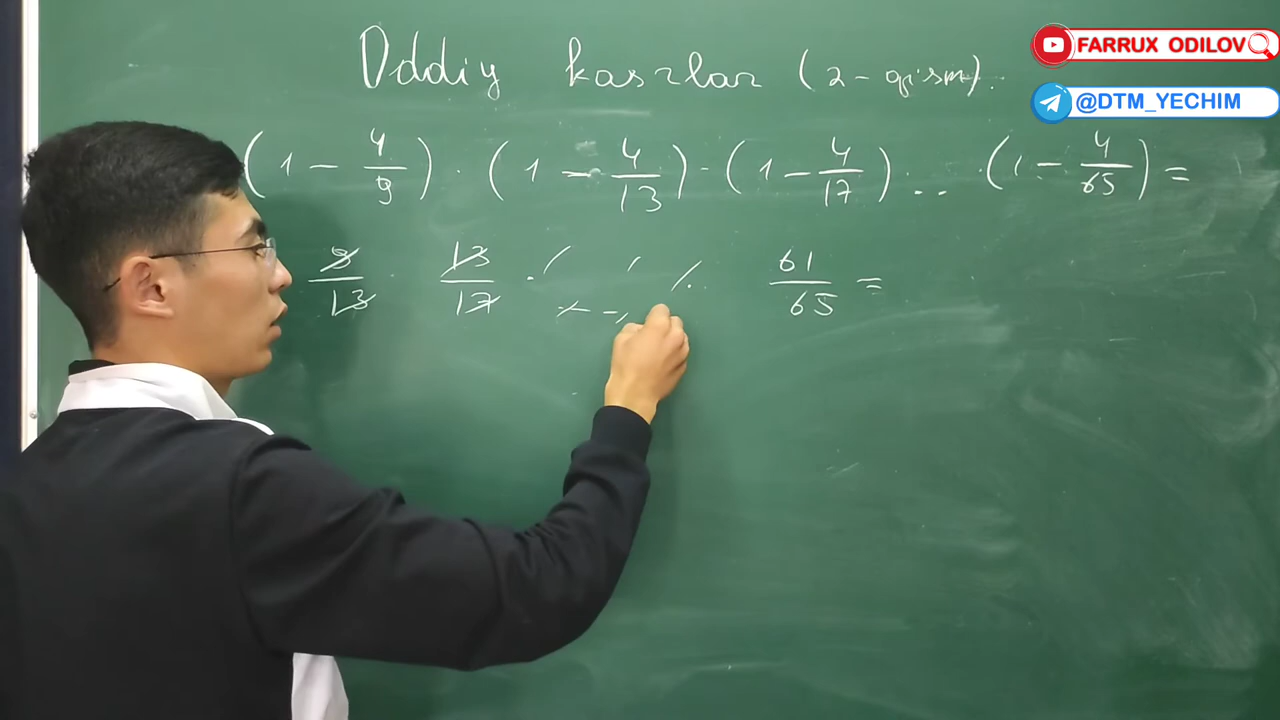 FARRUX ODILOV
@DTM_YECHIM
Oddiy kasrlar (2-qism).
(1 - 4/9) · (1 - 4/13) · (1 - 4/17) ... · (1 - 4/65) =
9/13 · 13/17 · 61/65 =